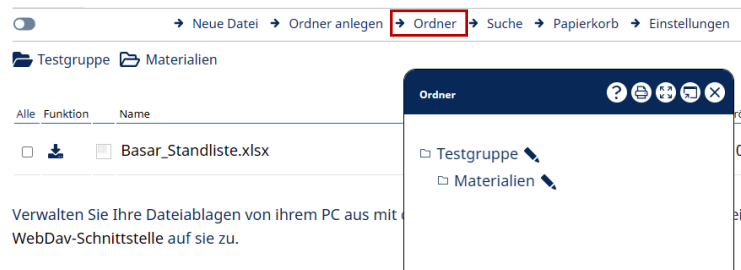 Neue Datei Ordner anlegen Ordner Suche Papierkorb Einstellungen
Testgruppe Materialien
Ordner
Alle Funktion Name
Basar_Standliste.xlsx
Testgruppe
Materialien
Verwalten Sie Ihre Dateiablagen von ihrem PC aus mit
WebDav-Schnittstelle auf sie zu.